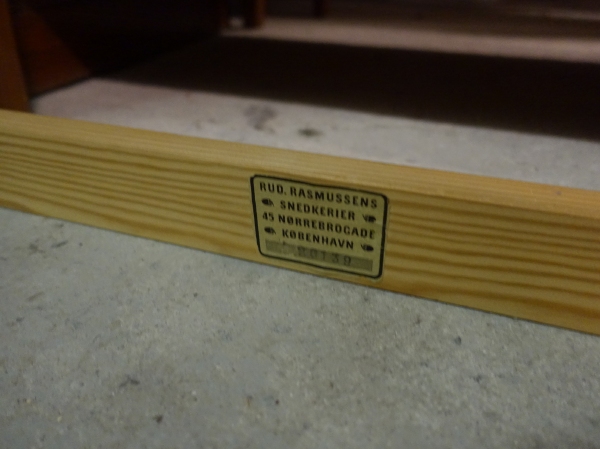 RUD. RASMUSSENS
SNEDKERIER
45 NØRREBROGADE
KØBENHAVN